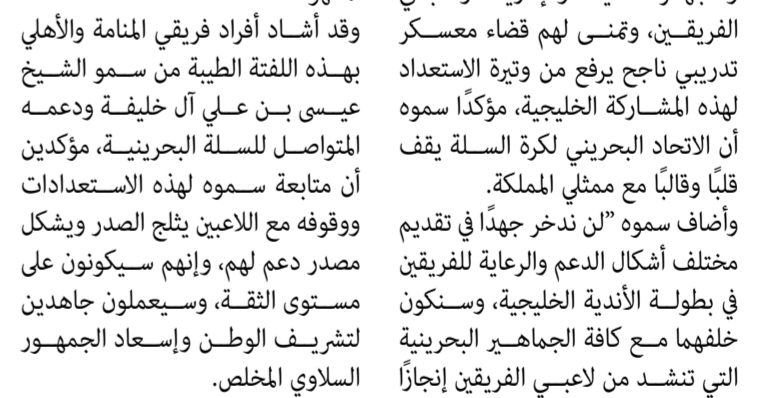 الفريقين، وتمنى لهم قضاء معسكر
تدريبي ناجح يرفع من وتيرة الاستعداد
لهذه المشاركة الخليجية، مؤكدًا سموه
أن الاتحاد البحريني لكرة السلة يقف
قلبًا وقالبًا مع ممثلي المملكة.
وأضاف سموه ”لن ندخر جهدًا في تقديم
مختلف أشكال الدعم والرعاية للفريقين
في بطولة الأندية الخليجية، وسنكون
خلفهما مع كافة الجماهير البحرينية
التي تنشد من لاعبي الفريقين إنجازًا
وقد أشاد أفراد فريقي المنامة والأهلي
بهذه اللفتة الطيبة من سمو الشيخ
عيسى بن علي آل خليفة ودعمه
المتواصل للسلة البحرينية، مؤكدين
أن متابعة سموه لهذه الاستعدادات
ووقوفه مع اللاعبين يثلج الصدر ويشكل
مصدر دعم لهم، وإنهم سيكونون على
مستوى الثقة، وسيعملون جاهدين
لتشريف الوطن وإسعاد الجمهور
السلاوي المخلص.